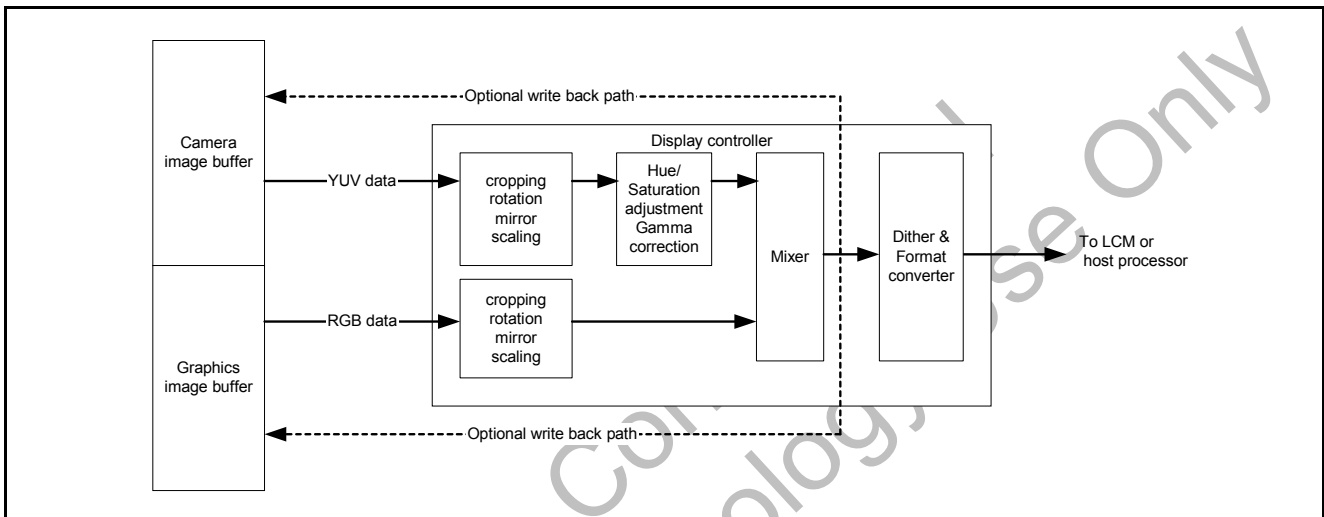 Optional write back path
Display controller
Camera
image buffer
YUV data
cropping
rotation
mirror
scaling
Hue/
Saturation
adjustment
Gamma
correction
Mixer
Dither &
Format
converter
To LCM or
host processor
Graphics
image buffer
RGB data
cropping
rotation
mirror
scaling
Optional write back path
Use Only